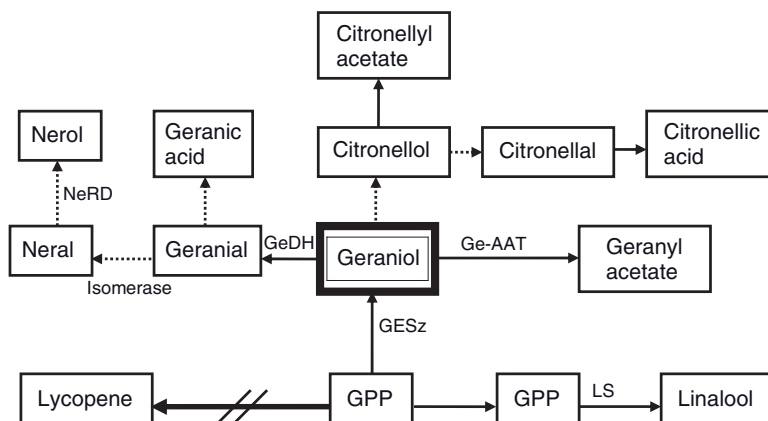 Citronellyl
acetate
Nerol
Geranic
acid
Citronellol
Citronellal
Citronellic
acid
NeRD
Neral
Geranial
GeDH
Geraniol
Ge-AAT
Geranyl
acetate
Isomerase
GESz
Lycopene
GPP
GPP
LS
Linalool